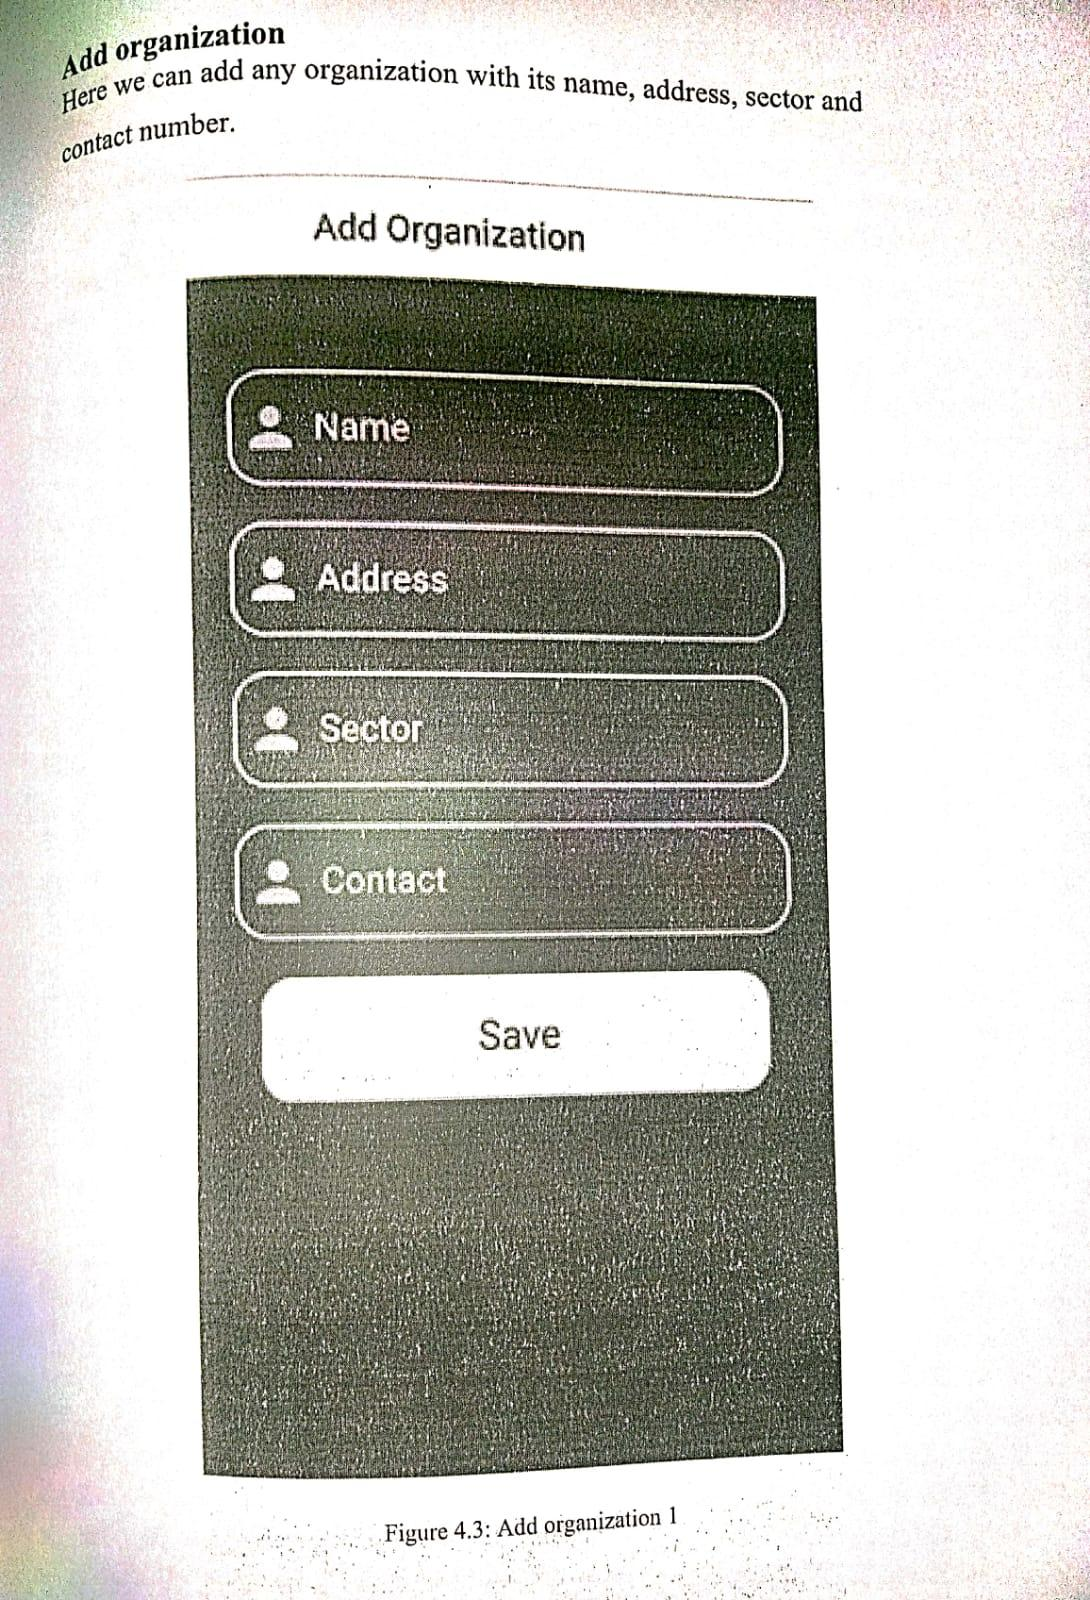 Add organization
Here we can add any organization with its name, address, sector and
contact number.
Add Organization
Name
Address
Sector
Contact
Save
Figure 4.3: Add organization 1